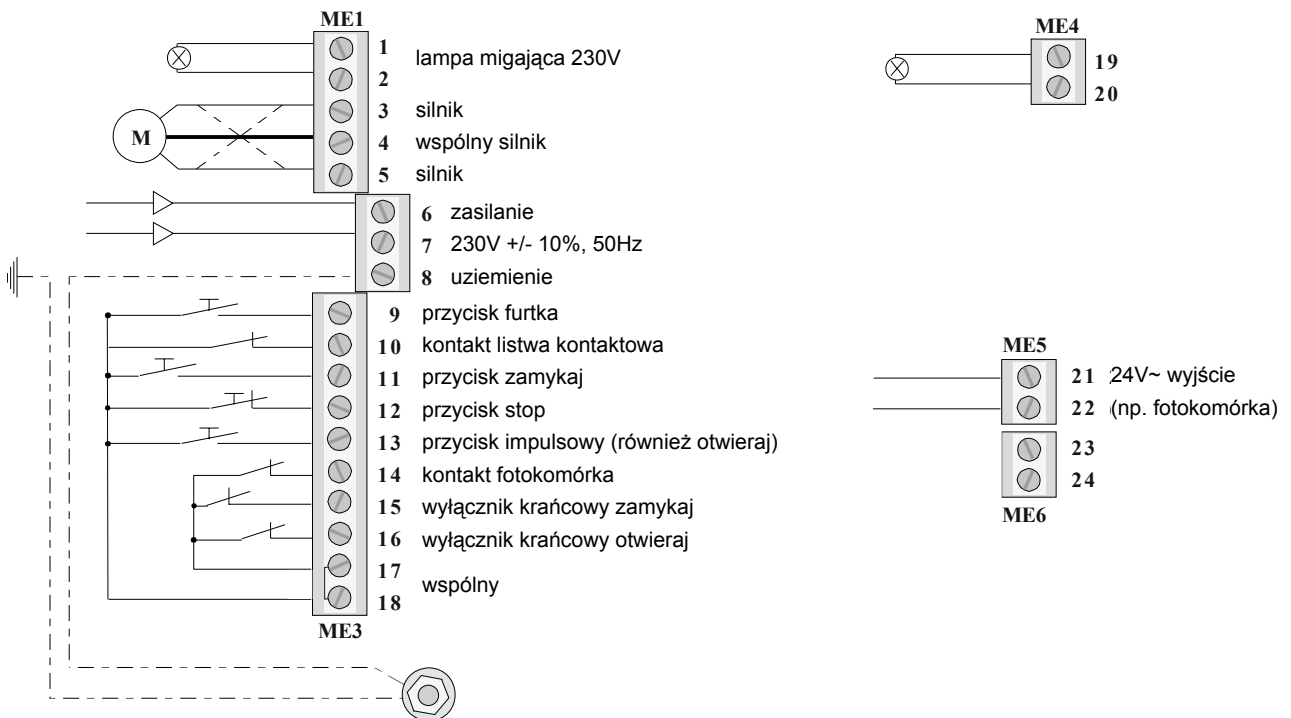 ME1
1
lampa migająca 230V
2
3 silnik
M
4 wspólny silnik
5 silnik
6 zasilanie
7 230V +/- 10%, 50Hz
8 uziemienie
9 przycisk furtka
10 kontakt listwa kontaktowa
11 przycisk zamykaj
12 przycisk stop
13 przycisk impulsowy (również otwieraj)
14 kontakt fotokomórka
15 wyłącznik krańcowy zamykaj
16 wyłącznik krańcowy otwieraj
17
wspólny
18
ME3
ME4
19
20
ME5
21 24V~ wyjście
22 (np. fotokomórka)
23
24
ME6